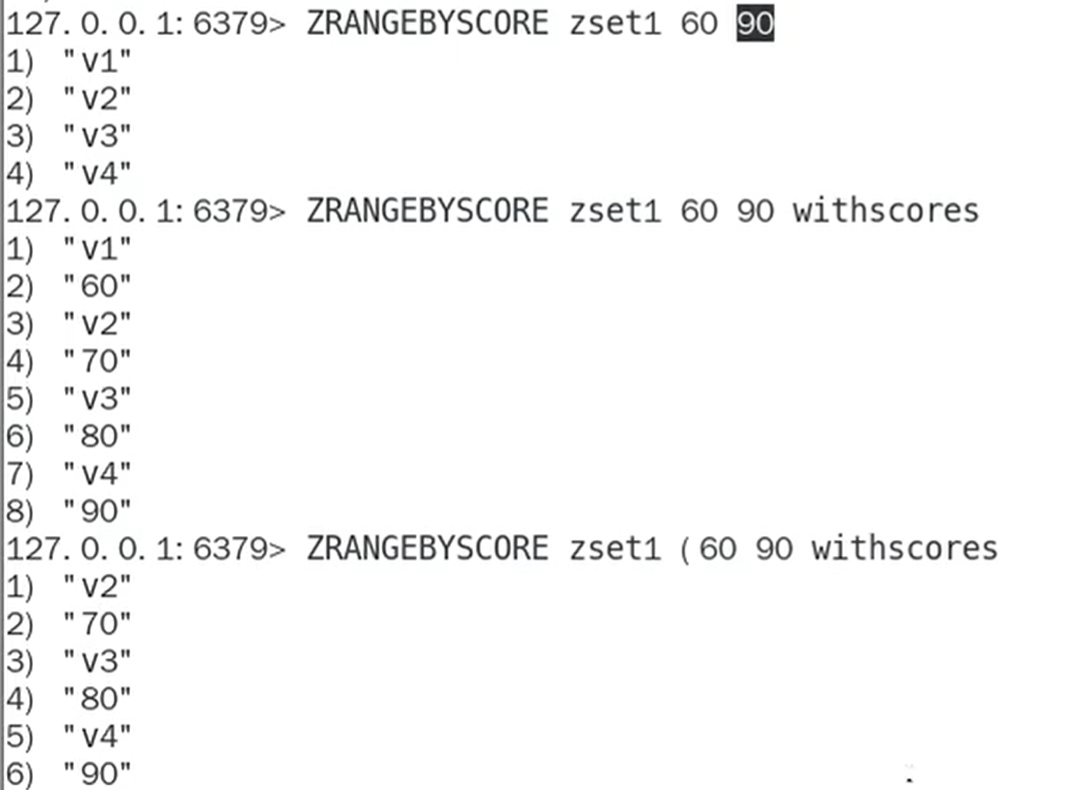 127.0.0.1:6379> ZRANGEBYSCORE zset1 60 90
1) "v1"
2) "v2"
3) "v3"
4) "v4"
127.0.0.1:6379> ZRANGEBYSCORE zset1 60 90 withscores
1) "v1"
2) "60"
3) "v2"
4) "70"
5) "v3"
6) "80"
7) "v4"
8) "90"
127.0.0.1:6379> ZRANGEBYSCORE zset1 (60 90 withscores
1) "v2"
2) "70"
3) "v3"
4) "80"
5) "v4"
6) "90"